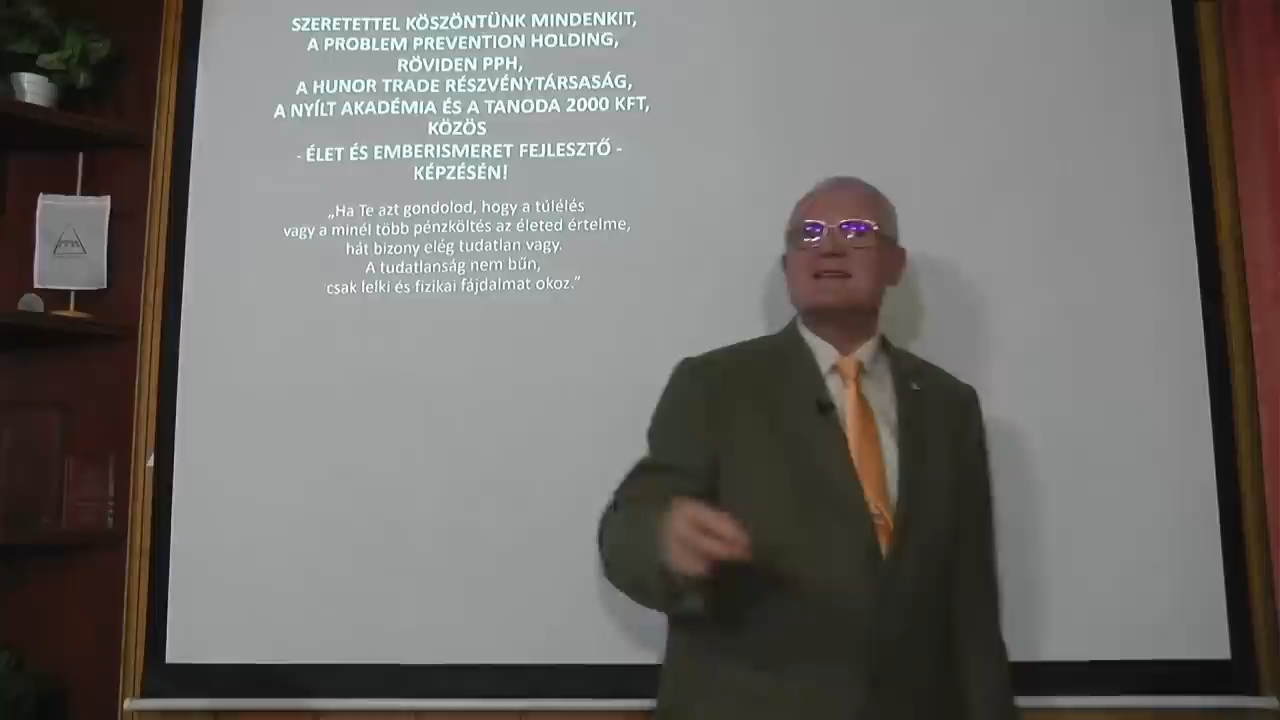 SZERETETTEL KÖSZÖNTÜNK MINDENKIT,
A PROBLEM PREVENTION HOLDING,
RÖVIDEN PPH,
A HUNOR TRADE RÉSZVÉNYTÁRSASÁG,
A NYÍLT AKADÉMIA ÉS A TANODA 2000 KFT,
KÖZÖS
- ÉLET ÉS EMBERISMERET FEJLESZTŐ -
KÉPZÉSÉN!
„Ha Te azt gondolod, hogy a túlélés
vagy a minél több pénzköltés az életed értelme,
hát bizony elég tudatlan vagy.
A tudatlanság nem bűn,
csak lelki és fizikai fájdalmat okoz.”